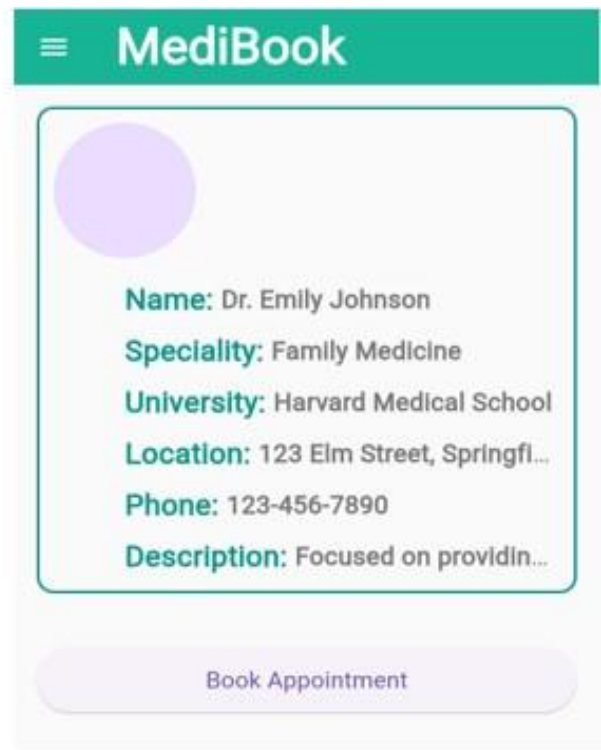 MediBook
Name: Dr. Emily Johnson
Speciality: Family Medicine
University: Harvard Medical School
Location: 123 Elm Street, Springfi...
Phone: 123-456-7890
Description: Focused on providin...
Book Appointment